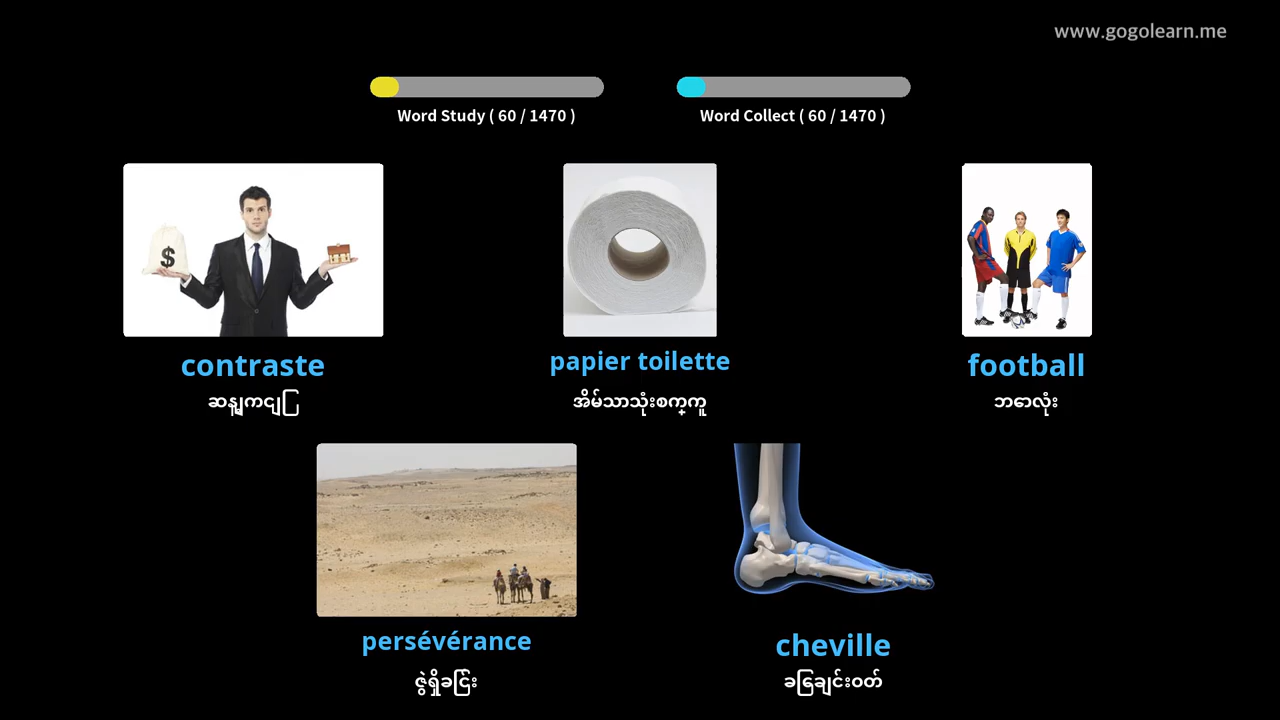 www.gogolearn.me
Word Study ( 60 / 1470 )
Word Collect ( 60 / 1470 )
$
contraste
papier toilette
football
ဆန့်ကျင်ြ
အိမ်သာသုံးစက္ကူ
ဘောလုံး
persévérance
cheville
ဇွဲရှိခြင်း
ခြေချင်းဝတ်